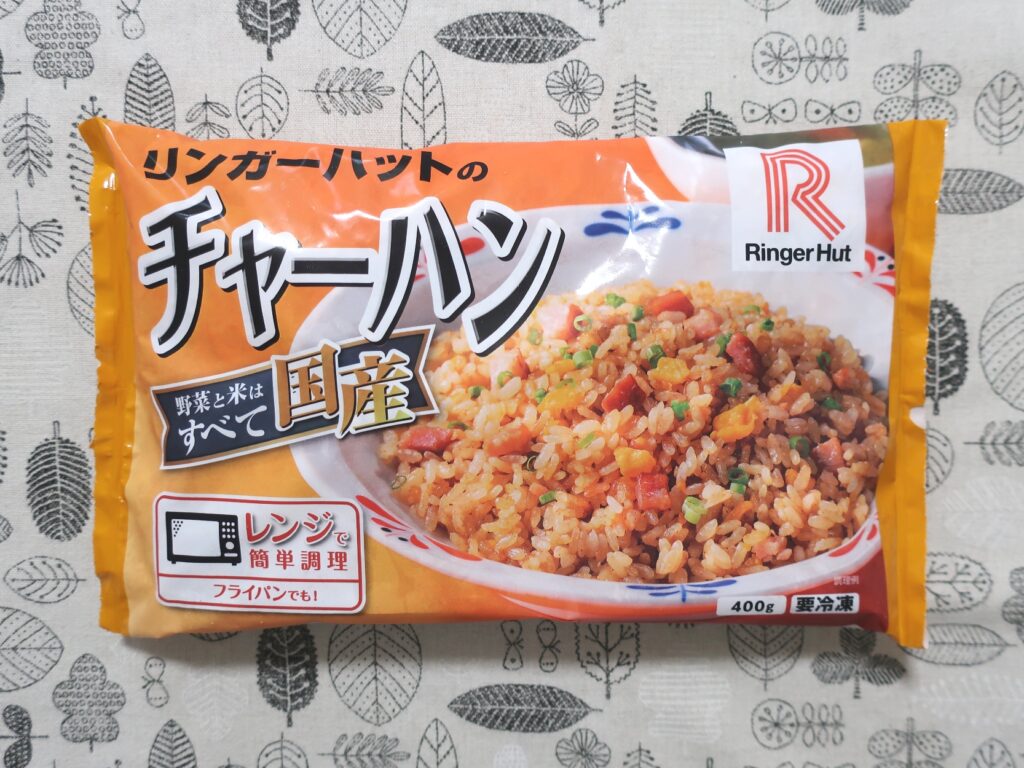 リンガーハットの
チャーハン
野菜と米は
すべて
国産
レンジで
簡単調理
フライパンでも!
R
Ringer Hut
調理例
400g
要冷凍